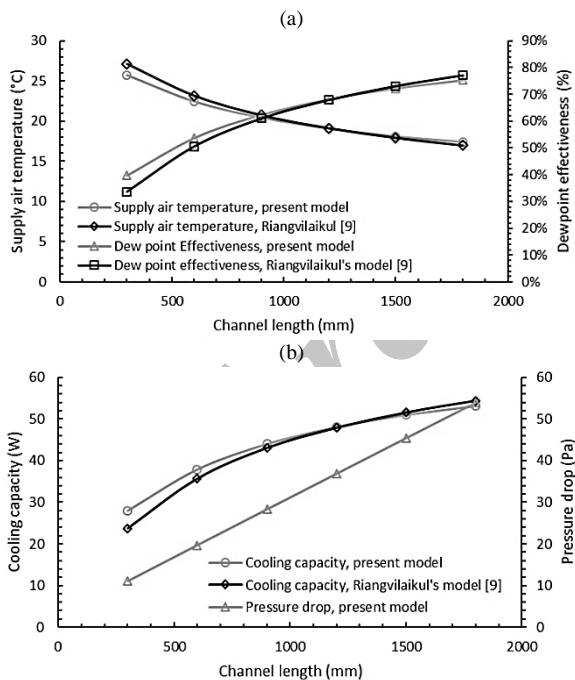 (a)
30
25
20
15
10
5
0
Supply air temperature (°C)
90%
80%
70%
60%
50%
40%
30%
20%
10%
0%
Dewpoint effectiveness (%)
Supply air temperature, present model
Supply air temperature, Riangvilaikul [9]
Dew point Effectiveness, present model
Dew point effectiveness, Riangvilaikul's model [9]
0 500 1000 1500 2000
Channel length (mm)
(b)
60
50
40
30
20
10
0
Cooling capacity (W)
60
50
40
30
20
10
0
Pressure drop (Pa)
Cooling capacity, present model
Cooling capacity, Riangvilaikul's model [9]
Pressure drop, present model
0 500 1000 1500 2000
Channel length (mm)